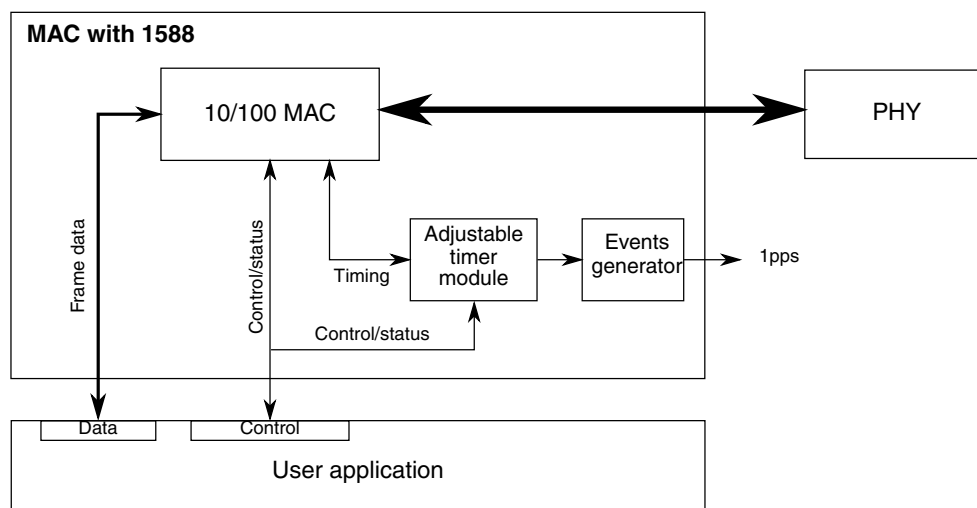 MAC with 1588
10/100 MAC
PHY
Frame data
Control/status
Timing
Adjustable
timer
module
Events
generator
1pps
Control/status
Data
Control
User application